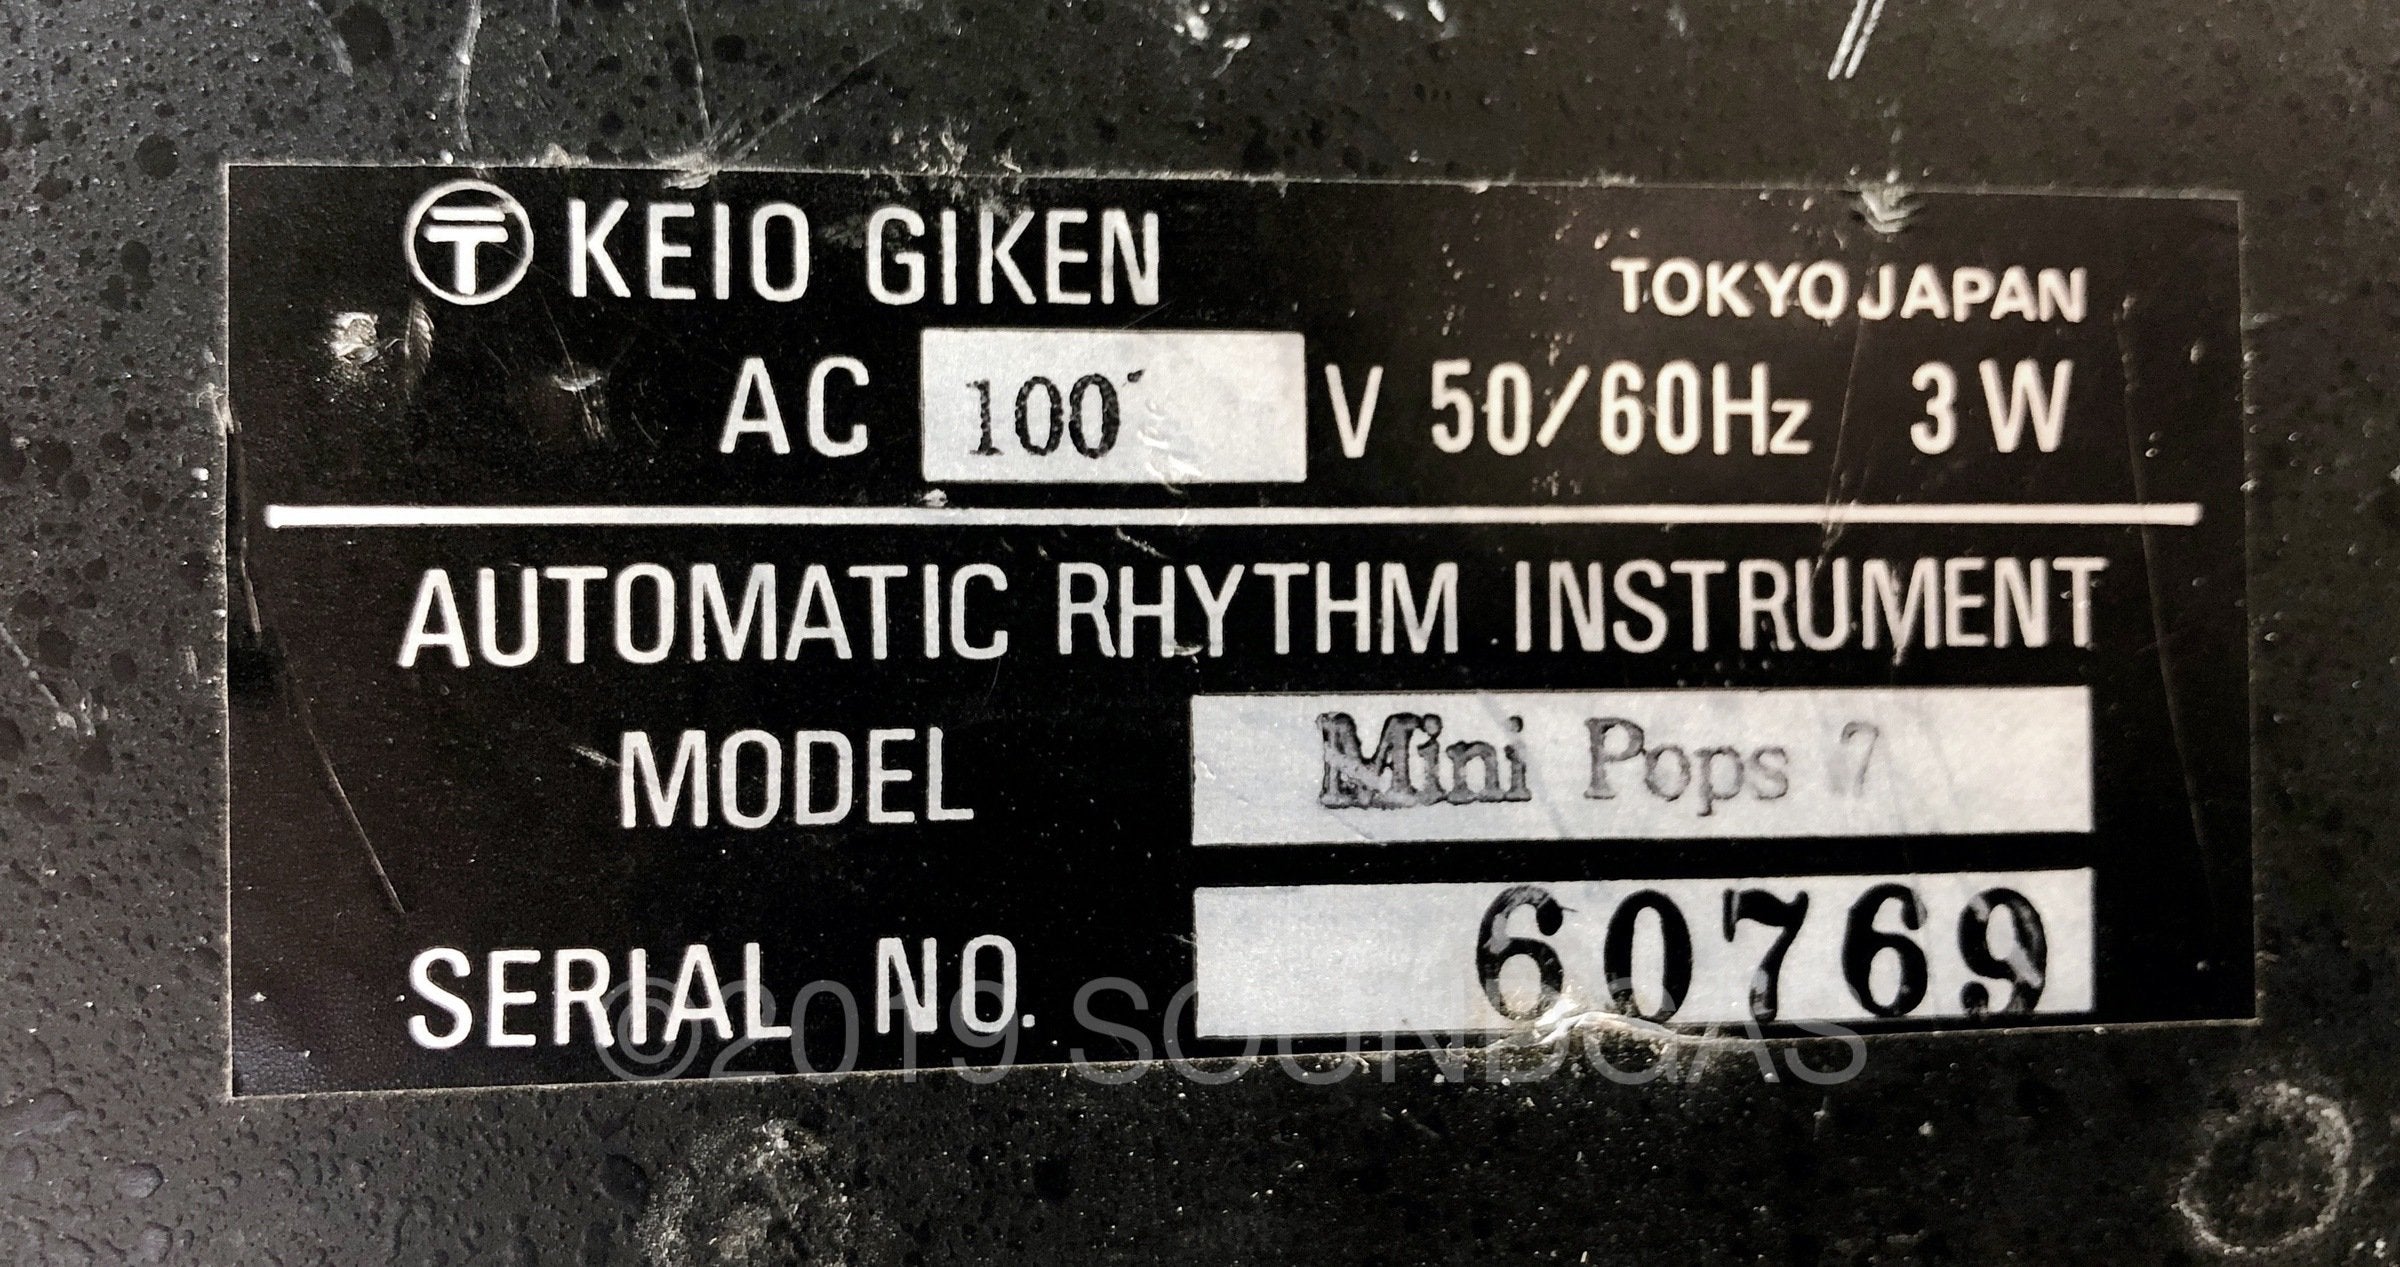 〒 KEIO GIKEN
TOKYO JAPAN
AC 100 V 50/60Hz 3W
AUTOMATIC RHYTHM INSTRUMENT
MODEL Mini Pops 7
SERIAL NO. 60769
©2019 SOUNDGAS